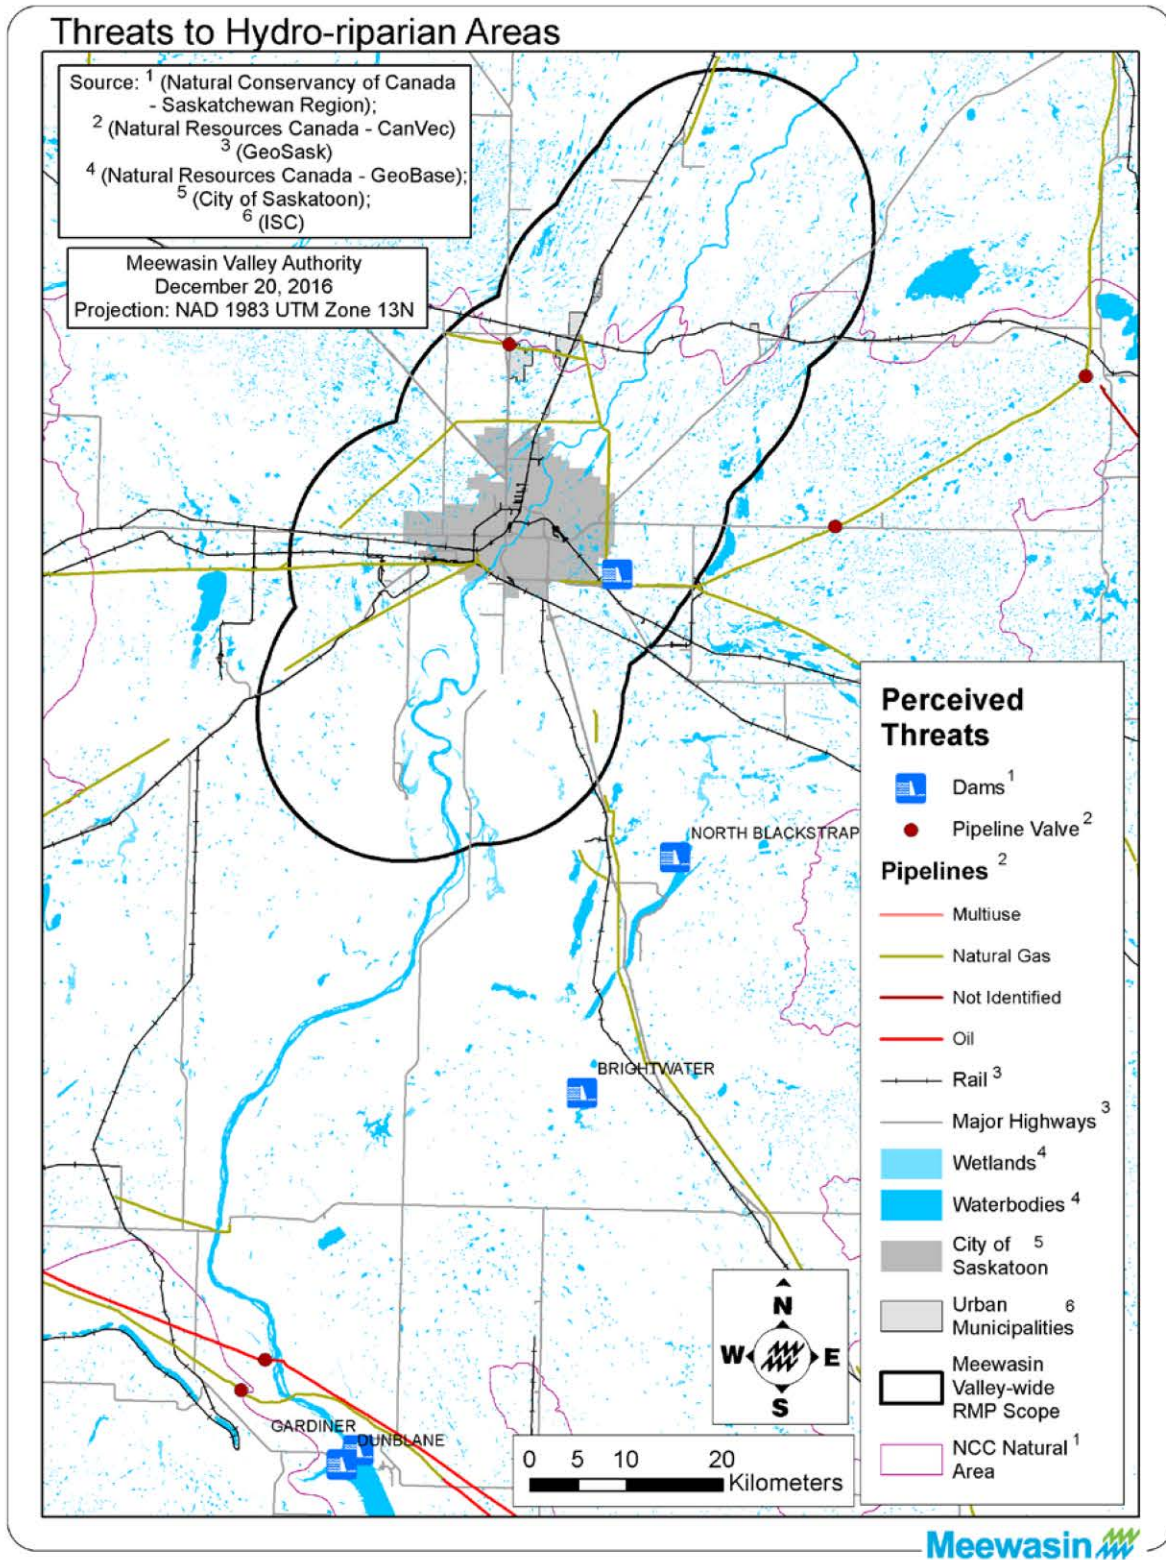 Threats to Hydro-riparian Areas
Source: 1 (Natural Conservancy of Canada
- Saskatchewan Region);
2 (Natural Resources Canada - CanVec)
3 (GeoSask)
4 (Natural Resources Canada - GeoBase);
5 (City of Saskatoon);
6 (ISC)
Meewasin Valley Authority
December 20, 2016
Projection: NAD 1983 UTM Zone 13N
NORTH BLACKSTRAP
BRIGHTWATER
GARDINER
DUNBLANE
Perceived
Threats
Dams 1
Pipeline Valve 2
Pipelines 2
Multiuse
Natural Gas
Not Identified
Oil
Rail 3
Major Highways 3
Wetlands 4
Waterbodies 4
City of 5
Saskatoon
Urban 6
Municipalities
Meewasin
Valley-wide
RMP Scope
NCC Natural 1
Area
N
W E
S
0 5 10 20
Kilometers
Meewasin